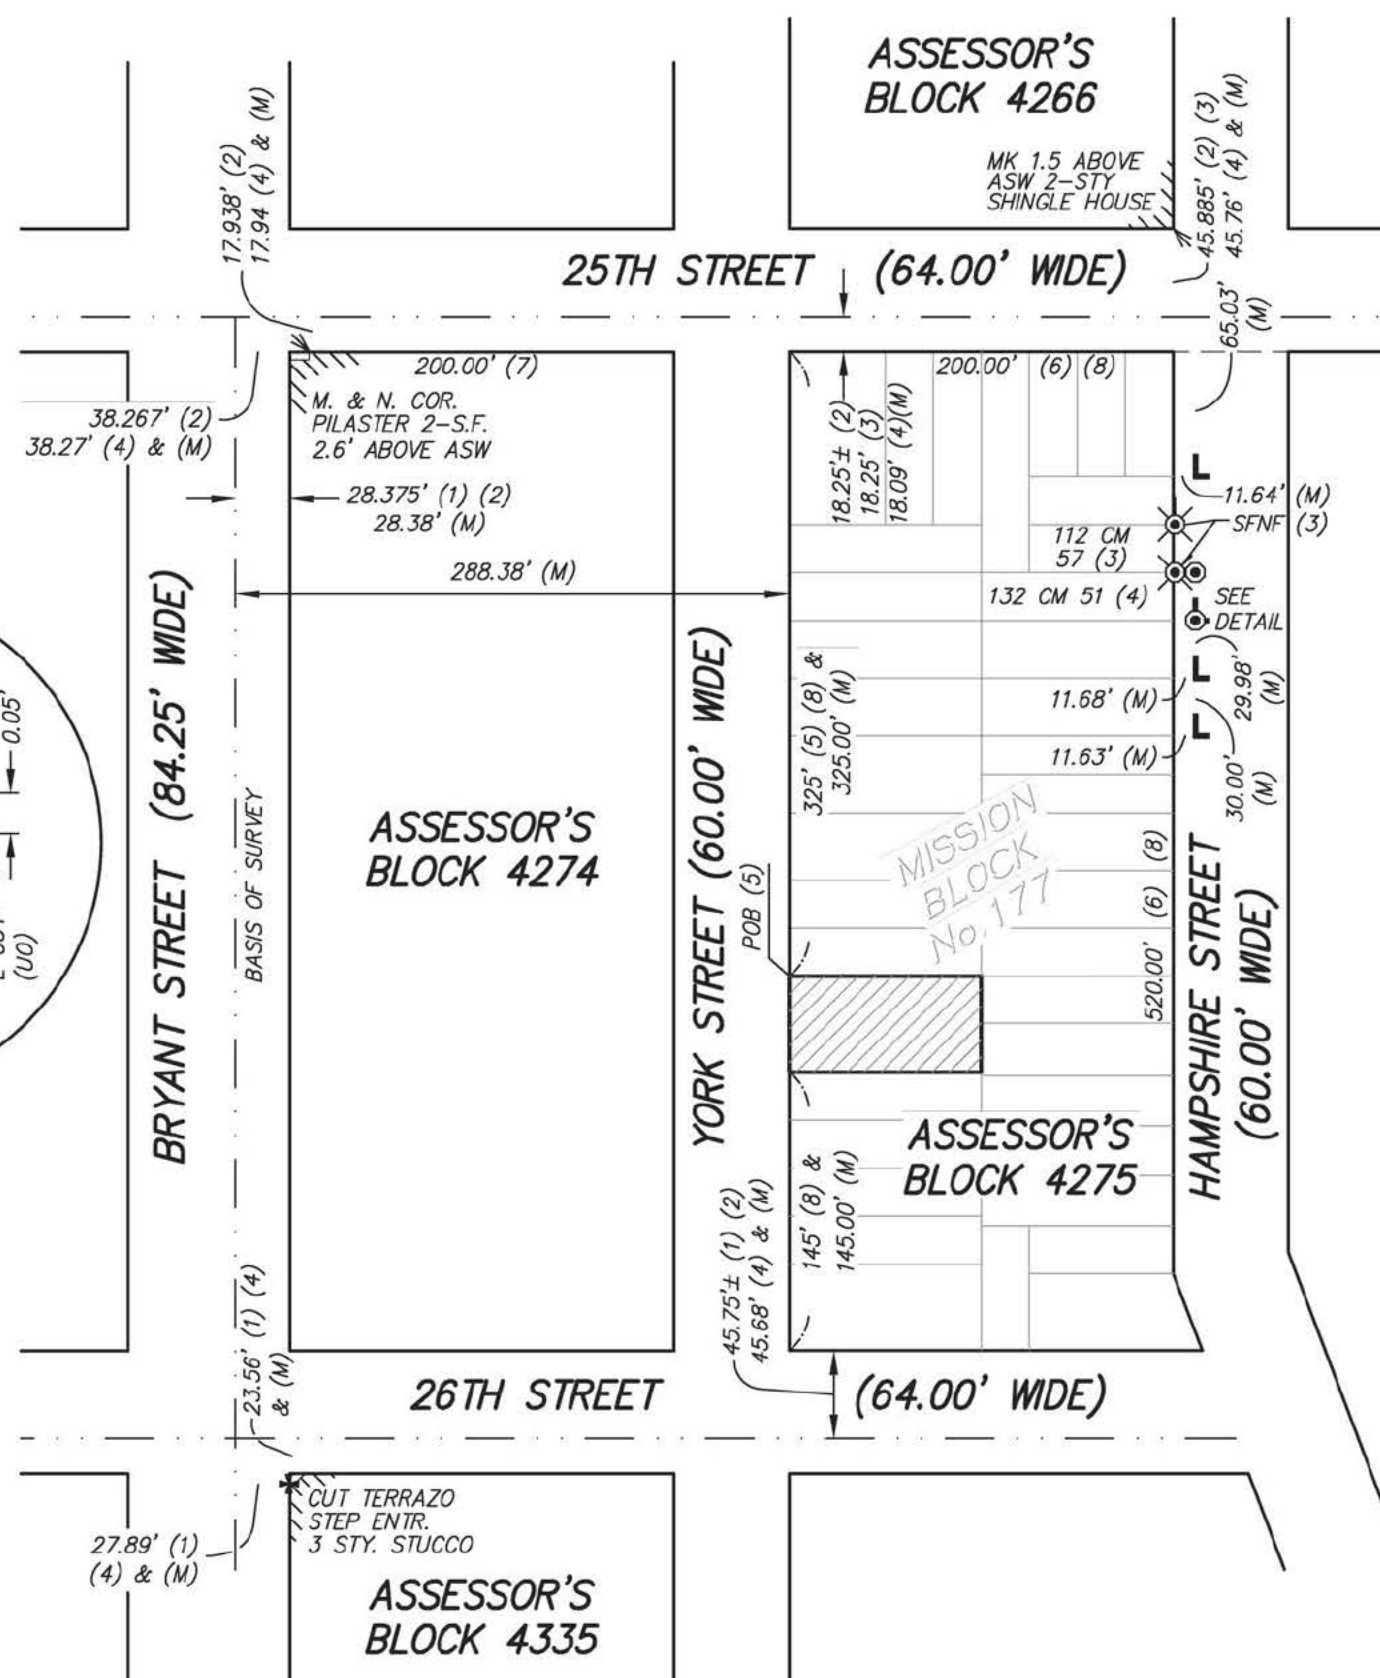 ASSESSOR'S
BLOCK 4266
MK 1.5 ABOVE
ASW 2-STY
SHINGLE HOUSE
45.885' (2) (3)
45.76' (4) & (M)
17.938' (2)
17.94 (4) & (M)
25TH STREET (64.00' WIDE)
65.03'
(M)
200.00' (7)
200.00' (6) (8)
38.267' (2)
38.27' (4) & (M)
M. & N. COR.
PILASTER 2-S.F.
2.6' ABOVE ASW
18.25'± (2)
18.25' (3)
18.09' (4)(M)
28.375' (1) (2)
28.38' (M)
11.64' (M)
SFNF (3)
112 CM
57 (3)
288.38' (M)
132 CM 51 (4)
SEE
DETAIL
BRYANT STREET (84.25' WIDE)
BASIS OF SURVEY
YORK STREET (60.00' WIDE)
325' (5) (8) &
325.00' (M)
11.68' (M)
29.98'
(M)
11.63' (M)
30.00'
(M)
0.05'
(UO)
ASSESSOR'S
BLOCK 4274
MISSION
BLOCK
No. 177
POB (5)
520.00' (6) (8)
HAMPSHIRE STREET
(60.00' WIDE)
ASSESSOR'S
BLOCK 4275
145' (8) &
145.00' (M)
45.75'± (1) (2)
45.68' (4) & (M)
23.56' (1) (4)
& (M)
26TH STREET (64.00' WIDE)
CUT TERRAZO
STEP ENTR.
3 STY. STUCCO
27.89' (1)
(4) & (M)
ASSESSOR'S
BLOCK 4335